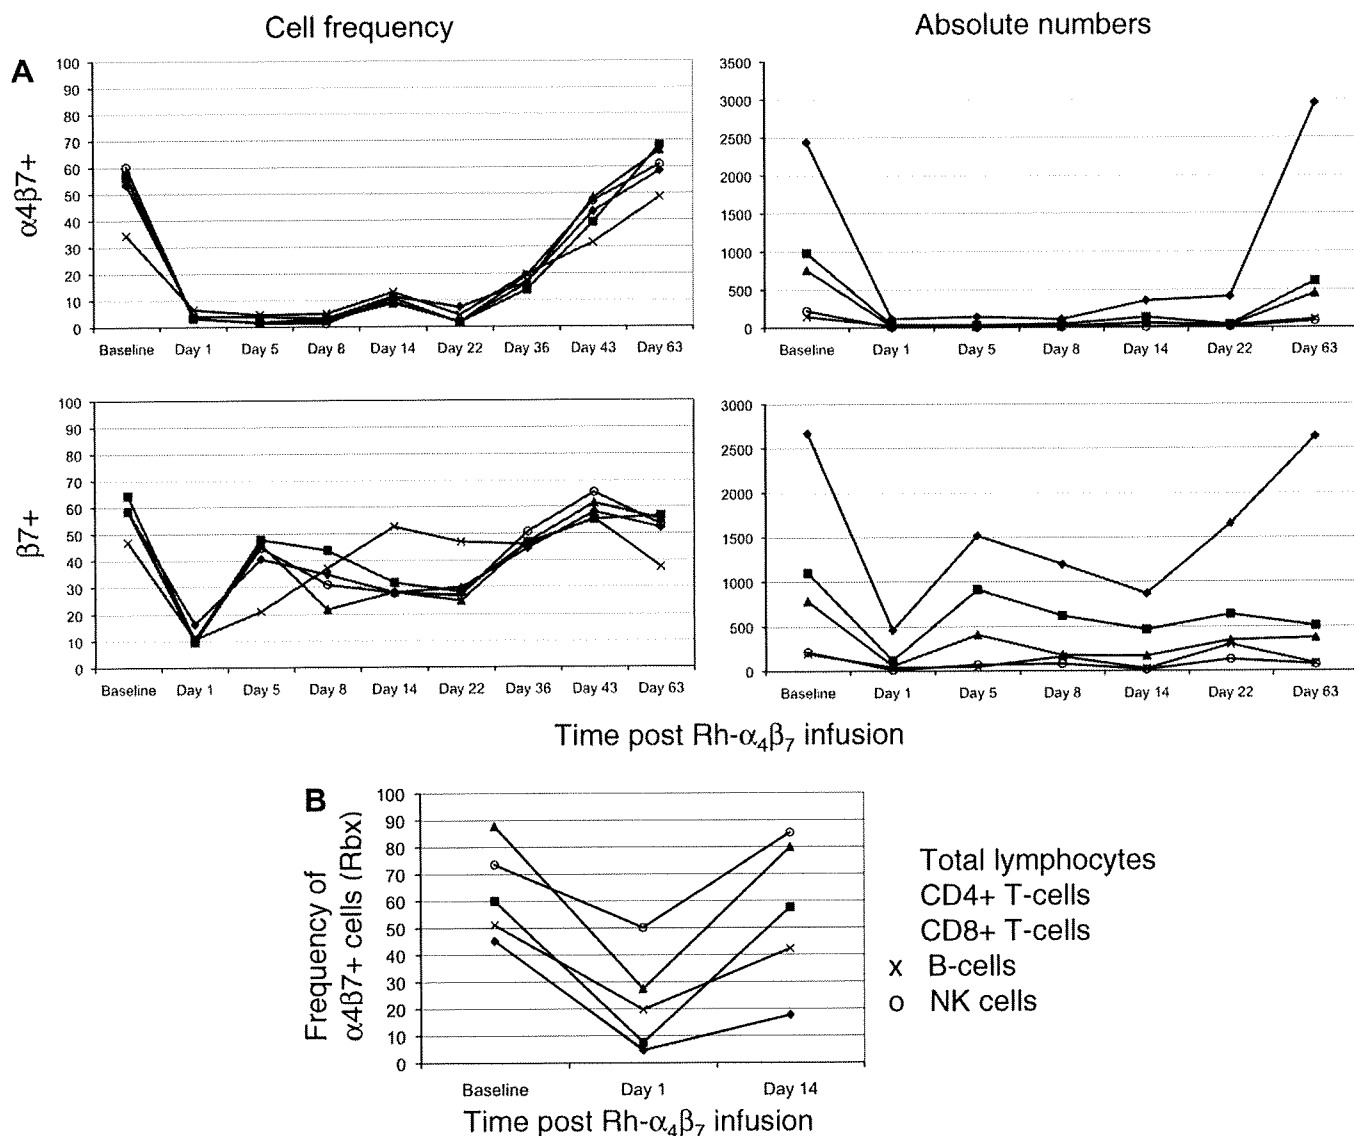 Cell frequency
Absolute numbers
A
α4β7+
100
90
80
70
60
50
40
30
20
10
0
Baseline Day 1 Day 5 Day 8 Day 14 Day 22 Day 36 Day 43 Day 63
3500
3000
2500
2000
1500
1000
500
0
Baseline Day 1 Day 5 Day 8 Day 14 Day 22 Day 63
β7+
100
90
80
70
60
50
40
30
20
10
0
Baseline Day 1 Day 5 Day 8 Day 14 Day 22 Day 36 Day 43 Day 63
3000
2500
2000
1500
1000
500
0
Baseline Day 1 Day 5 Day 8 Day 14 Day 22 Day 63
Time post Rh-α₄β₇ infusion
B
Frequency of
α4β7+ cells (Rbx)
100
90
80
70
60
50
40
30
20
10
0
Baseline Day 1 Day 14
Time post Rh-α₄β₇ infusion
Total lymphocytes
CD4+ T-cells
CD8+ T-cells
x B-cells
o NK cells